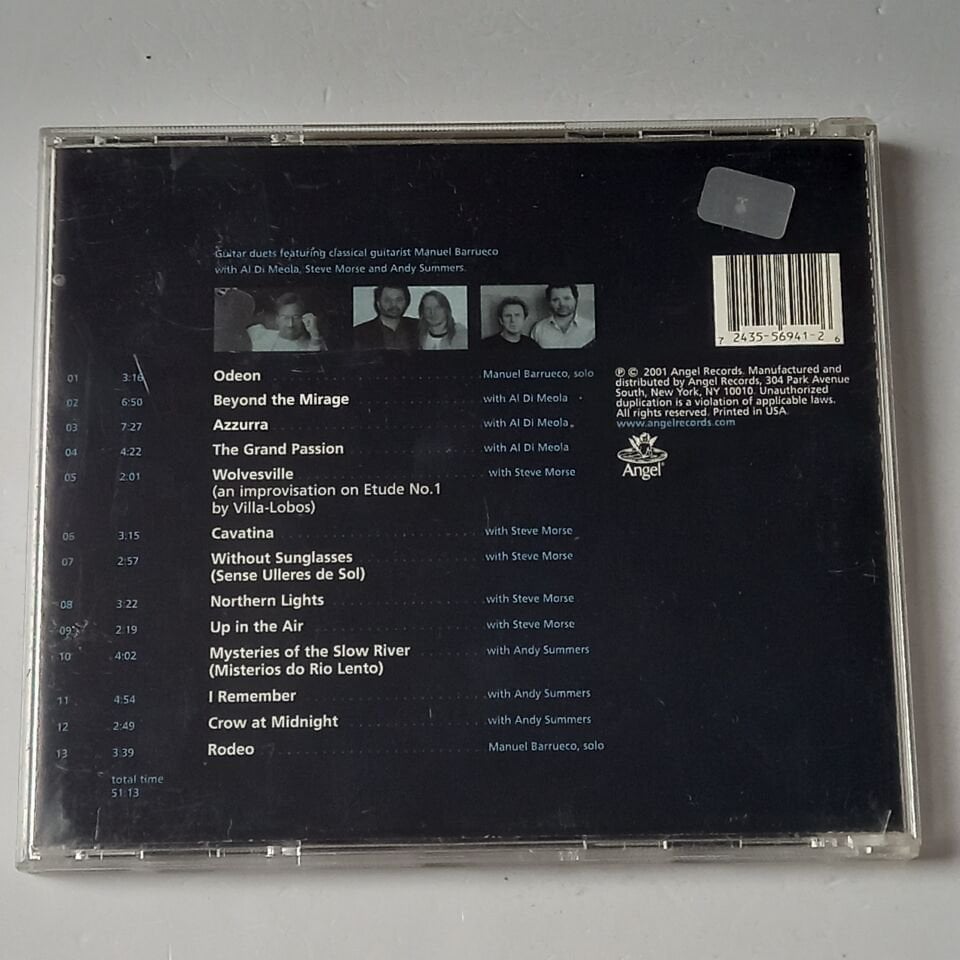 Guitar duets featuring classical guitarist Manuel Barrueco
with Al Di Meola, Steve Morse and Andy Summers.
7 2435-56941-2 6
℗ © 2001 Angel Records. Manufactured and
distributed by Angel Records, 304 Park Avenue
South, New York, NY 10010. Unauthorized
duplication is a violation of applicable laws.
All rights reserved. Printed in USA.
www.angelrecords.com
Angel®
01 3:16 Odeon Manuel Barrueco, solo
02 6:50 Beyond the Mirage with Al Di Meola
03 7:27 Azzurra with Al Di Meola
04 4:22 The Grand Passion with Al Di Meola
05 2:01 Wolvesville with Steve Morse
(an improvisation on Etude No.1
by Villa-Lobos)
06 3:15 Cavatina with Steve Morse
07 2:57 Without Sunglasses with Steve Morse
(Sense Ulleres de Sol)
08 3:22 Northern Lights with Steve Morse
09 2:19 Up in the Air with Steve Morse
10 4:02 Mysteries of the Slow River with Andy Summers
(Misterios do Rio Lento)
11 4:54 I Remember with Andy Summers
12 2:49 Crow at Midnight with Andy Summers
13 3:39 Rodeo Manuel Barrueco, solo
total time
51:13